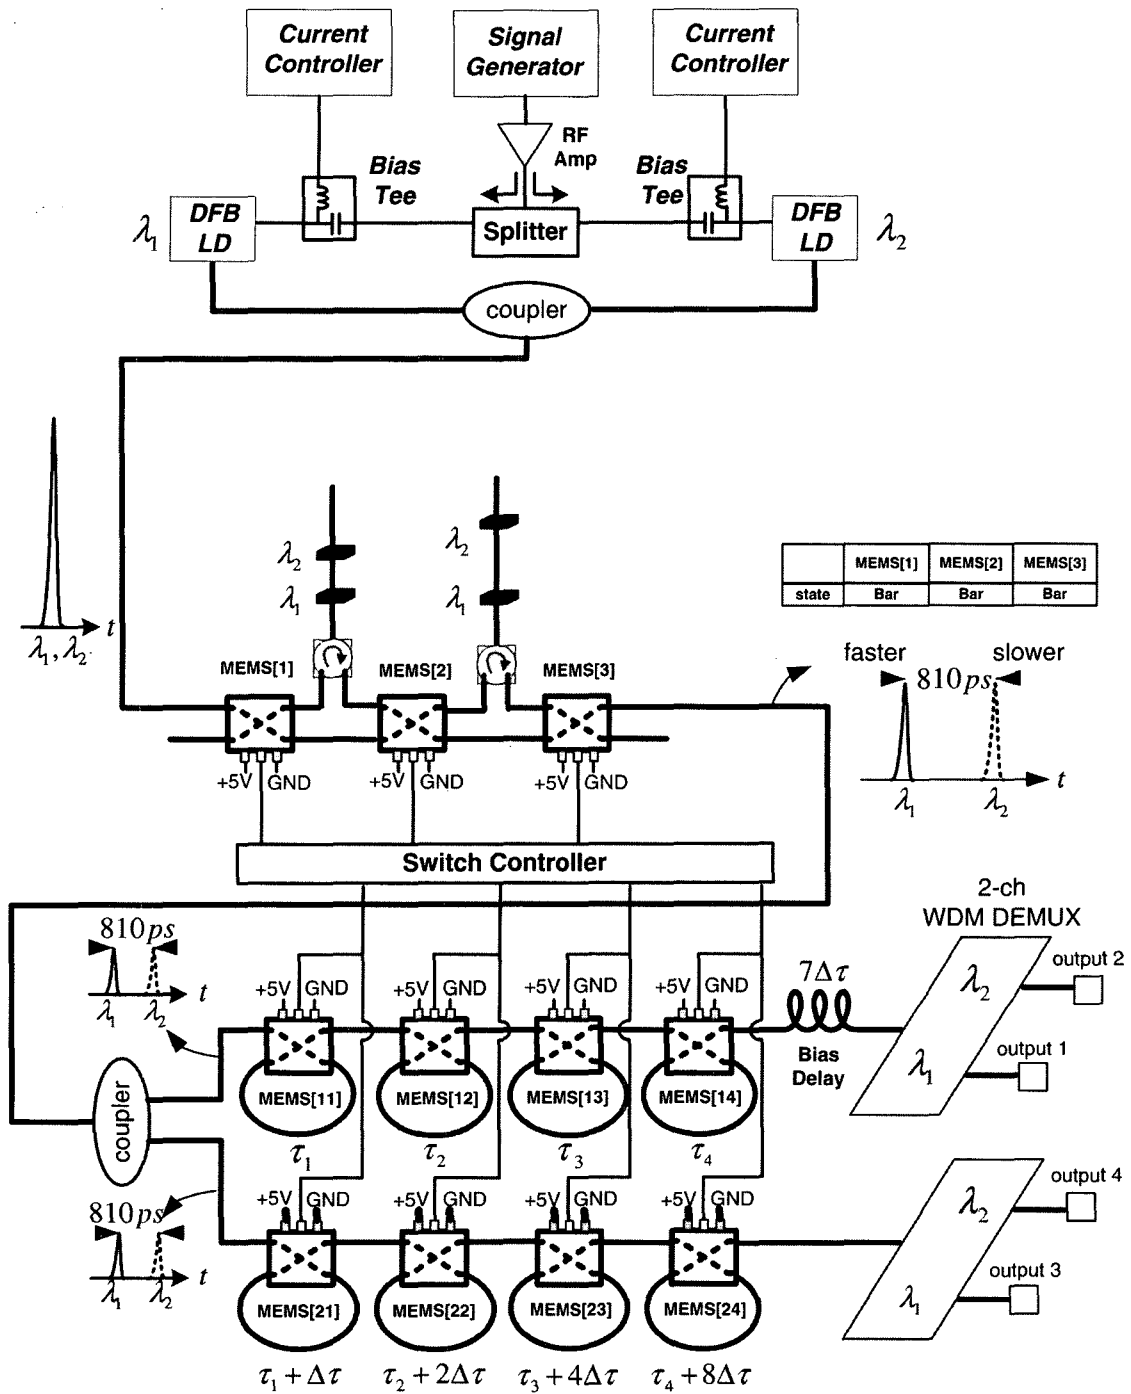 Current Controller
Signal Generator
Current Controller
RF Amp
Bias Tee
Bias Tee
λ1
DFB LD
Splitter
DFB LD
λ2
coupler
λ2
λ2
λ1
λ1
t
λ1, λ2
MEMS[1] MEMS[2] MEMS[3]
+5V GND +5V GND +5V GND
MEMS[1] MEMS[2] MEMS[3]
state Bar Bar Bar
faster slower
810ps
t
λ1 λ2
Switch Controller
2-ch
WDM DEMUX
810ps
t
λ1 λ2
+5V GND +5V GND +5V GND +5V GND
7Δτ
Bias Delay
λ2
output 2
λ1
output 1
MEMS[11] MEMS[12] MEMS[13] MEMS[14]
coupler
τ1 τ2 τ3 τ4
+5V GND +5V GND +5V GND +5V GND
810ps
t
λ1 λ2
λ2
output 4
λ1
output 3
MEMS[21] MEMS[22] MEMS[23] MEMS[24]
τ1 + Δτ τ2 + 2Δτ τ3 + 4Δτ τ4 + 8Δτ